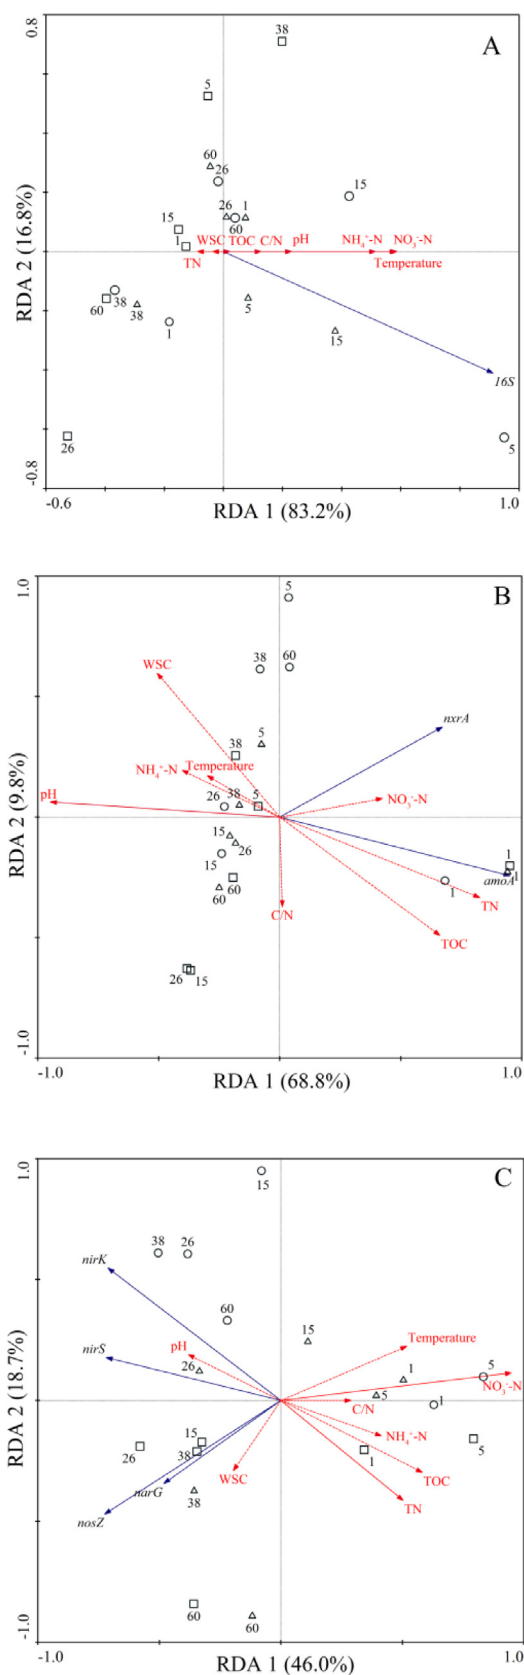 0.8
38
A
5
60
26
15
26
1
60
15
1
WSC TOC C/N pH NH₄⁺-N NO₃⁻-N
TN
Temperature
38
60
38
5
1
15
16S
26
5
RDA 2 (16.8%)
-0.8
-0.6
1.0
RDA 1 (83.2%)
1.0
B
5
38
60
WSC
nxrA
5
38
NH₄⁺-N
Temperature
pH
38
5
26
NO₃⁻-N
15
26
15
1
1
amoA
1
60
60
TN
C/N
TOC
26
15
RDA 2 (9.8%)
-1.0
-1.0
1.0
RDA 1 (68.8%)
1.0
C
15
38
26
nirK
60
15
Temperature
nirS
pH
26
1
5
5
NO₃⁻-N
C/N
1
15
NH₄⁺-N
26
38
1
5
WSC
TOC
narG
38
TN
nosZ
60
60
RDA 2 (18.7%)
-1.0
-1.0
1.0
RDA 1 (46.0%)